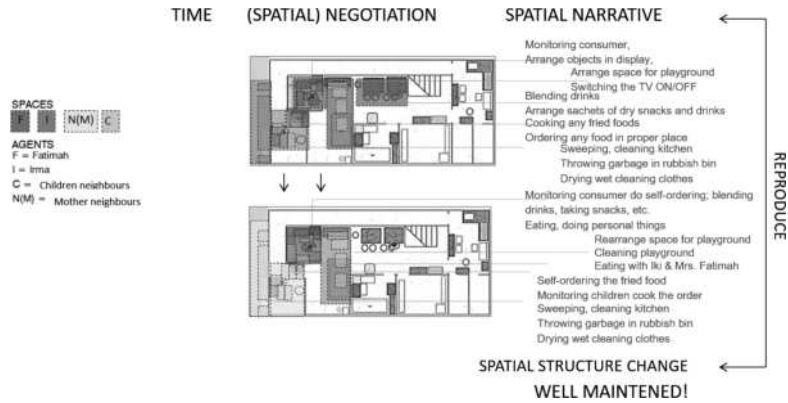 TIME (SPATIAL) NEGOTIATION SPATIAL NARRATIVE
SPACES
F I N(M) C
AGENTS
F = Fatimah
I = Irma
C = Children neighbours
N(M) = Mother neighbours
Monitoring consumer,
Arrange objects in display,
Arrange space for playground
Switching the TV ON/OFF
Blending drinks
Arrange sachets of dry snacks and drinks
Cooking any fried foods
Ordering any food in proper place
Sweeping, cleaning kitchen
Throwing garbage in rubbish bin
Drying wet cleaning clothes
Monitoring consumer do self-ordering; blending
drinks, taking snacks, etc.
Eating, doing personal things
Rearrange space for playground
Cleaning playground
Eating with Iki & Mrs. Fatimah
Self-ordering the fried food
Monitoring children cook the order
Sweeping, cleaning kitchen
Throwing garbage in rubbish bin
Drying wet cleaning clothes
REPRODUCE
SPATIAL STRUCTURE CHANGE
WELL MAINTENED!